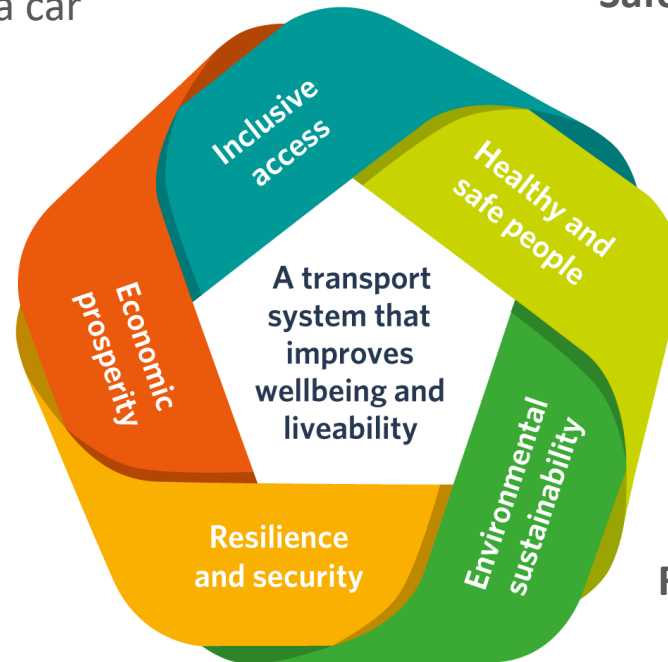 a car
Inclusive
access
Healthy and
safe people
A transport
system that
improves
wellbeing and
liveability
Economic
prosperity
Environmental
sustainability
Resilience
and security